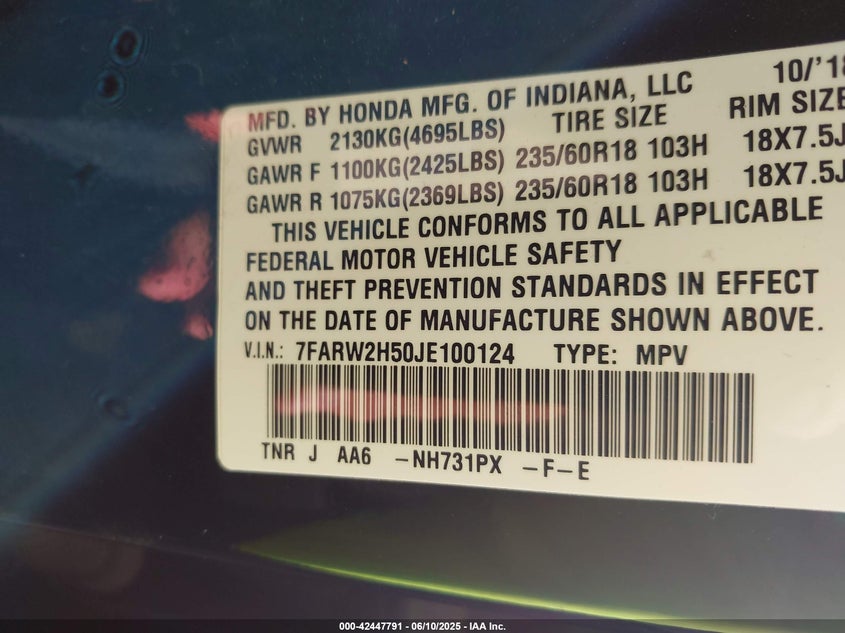 MFD. BY HONDA MFG. OF INDIANA, LLC 10/'18
GVWR 2130KG(4695LBS) TIRE SIZE RIM SIZE
GAWR F 1100KG(2425LBS) 235/60R18 103H 18X7.5J
GAWR R 1075KG(2369LBS) 235/60R18 103H 18X7.5J
THIS VEHICLE CONFORMS TO ALL APPLICABLE
FEDERAL MOTOR VEHICLE SAFETY
AND THEFT PREVENTION STANDARDS IN EFFECT
ON THE DATE OF MANUFACTURE SHOWN ABOVE.
V.I.N.: 7FARW2H50JE100124 TYPE: MPV
TNR J AA6 -NH731PX -F-E
000-42447791 - 06/10/2025 - IAA Inc.